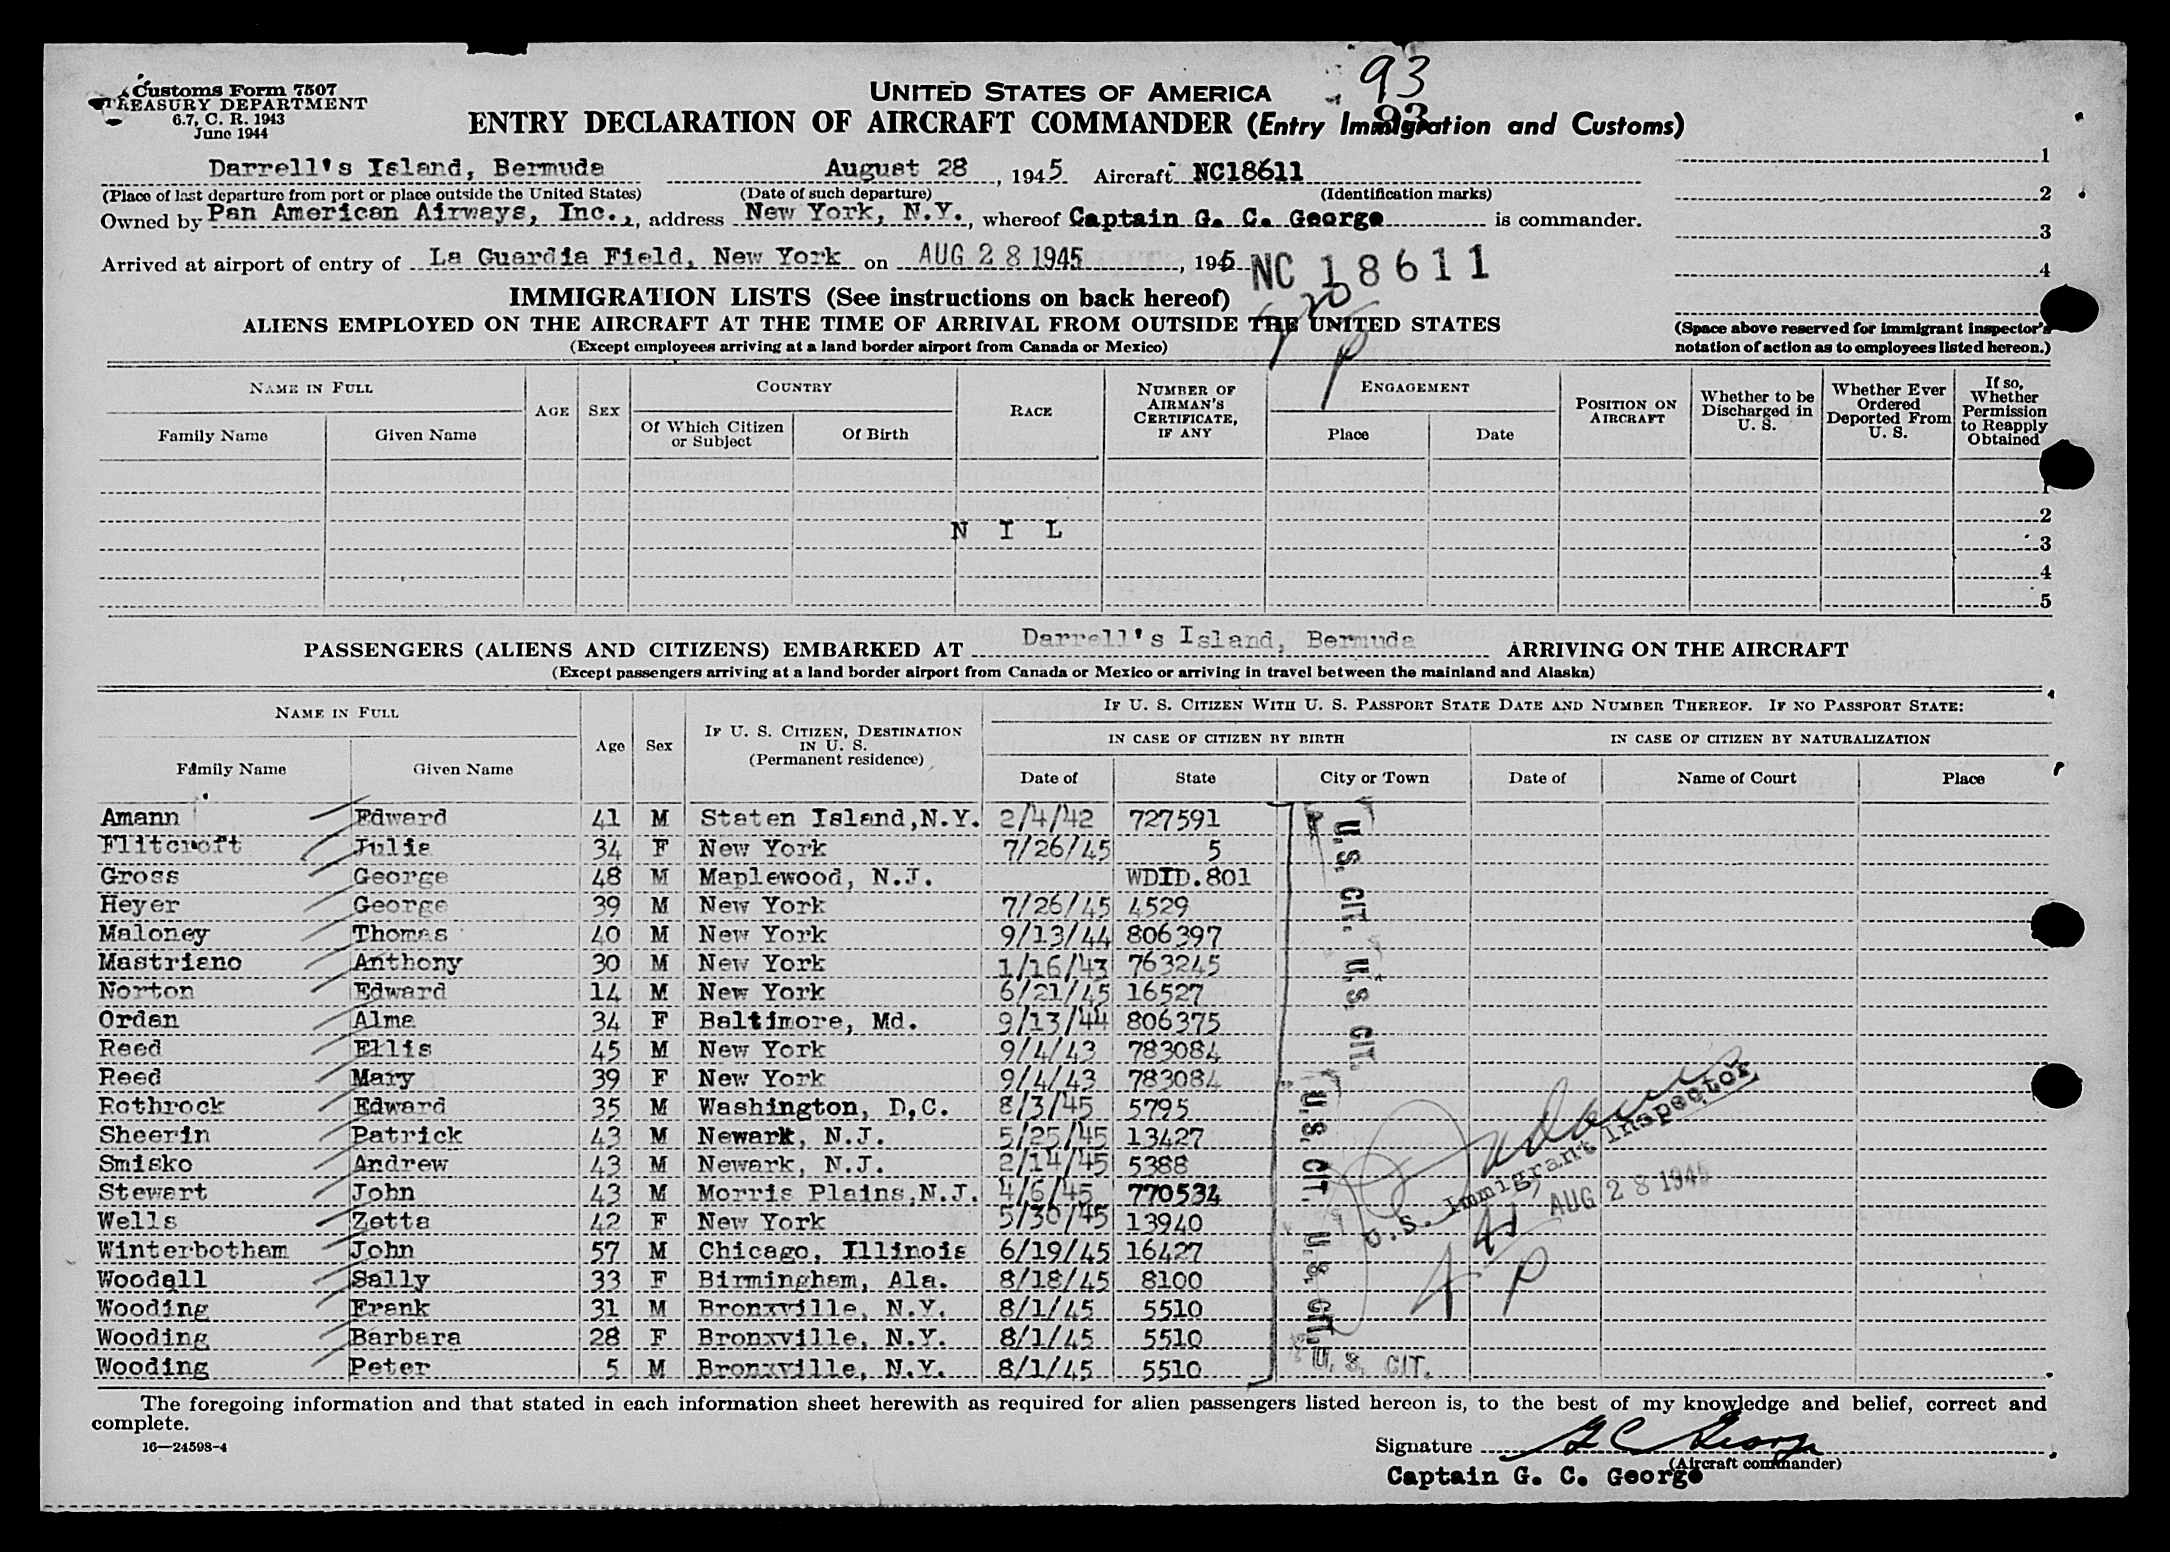 Customs Form 7507
TREASURY DEPARTMENT
6.7, C. R. 1943
June 1944
93
93
UNITED STATES OF AMERICA
ENTRY DECLARATION OF AIRCRAFT COMMANDER (Entry Immigration and Customs)
Darrell's Island, Bermuda August 28, 1945 Aircraft NC18611
(Place of last departure from port or place outside the United States) (Date of such departure) (Identification marks)
Owned by Pan American Airways, Inc., address New York, N.Y., whereof Captain G. C. George is commander.
Arrived at airport of entry of La Guardia Field, New York on AUG 28 1945, 1945 NC 18611
1
2
3
4
IMMIGRATION LISTS (See instructions on back hereof)
ALIENS EMPLOYED ON THE AIRCRAFT AT THE TIME OF ARRIVAL FROM OUTSIDE THE UNITED STATES
(Except employees arriving at a land border airport from Canada or Mexico)
(Space above reserved for immigrant inspector's
notation of action as to employees listed hereon.)
20
P
NAME IN FULL AGE SEX COUNTRY RACE NUMBER OF AIRMAN'S CERTIFICATE, IF ANY ENGAGEMENT POSITION ON AIRCRAFT Whether to be Discharged in U. S. Whether Ever Ordered Deported From U. S. If so, Whether Permission to Reapply Obtained
Family Name Given Name Of Which Citizen or Subject Of Birth Place Date
1
2
N I L
3
4
5
PASSENGERS (ALIENS AND CITIZENS) EMBARKED AT Darrell's Island, Bermuda ARRIVING ON THE AIRCRAFT
(Except passengers arriving at a land border airport from Canada or Mexico or arriving in travel between the mainland and Alaska)
NAME IN FULL Age Sex IF U. S. CITIZEN, DESTINATION IN U. S. (Permanent residence) IF U. S. CITIZEN WITH U. S. PASSPORT STATE DATE AND NUMBER THEREOF. IF NO PASSPORT STATE:
IN CASE OF CITIZEN BY BIRTH IN CASE OF CITIZEN BY NATURALIZATION
Family Name Given Name Date of State City or Town Date of Name of Court Place
Amann Edward 41 M Staten Island,N.Y. 2/4/42 727591
Flitcroft Julia 34 F New York 7/26/45 5
Gross George 48 M Maplewood, N.J. WDID.801
Heyer George 39 M New York 7/26/45 4529
Maloney Thomas 40 M New York 9/13/44 806397
Mastriano Anthony 30 M New York 1/16/43 763245
Norton Edward 14 M New York 6/21/45 16527
Ordan Alma 34 F Baltimore, Md. 9/13/44 806375
Reed Ellis 45 M New York 9/4/43 783084
Reed Mary 39 F New York 9/4/43 783084
Rothrock Edward 35 M Washington, D.C. 8/3/45 5795
Sheerin Patrick 43 M Newark, N.J. 5/25/45 13427
Smisko Andrew 43 M Newark, N.J. 2/14/45 5388
Stewart John 43 M Morris Plains,N.J. 4/6/45 770534
Wells Zetta 42 F New York 5/30/45 13940
Winterbotham John 57 M Chicago, Illinois 6/19/45 16427
Woodall Sally 33 F Birmingham, Ala. 8/18/45 8100
Wooding Frank 31 M Bronxville, N.Y. 8/1/45 5510
Wooding Barbara 28 F Bronxville, N.Y. 8/1/45 5510
Wooding Peter 5 M Bronxville, N.Y. 8/1/45 5510
U.S. CIT.
U.S. CIT.
U.S. CIT.
U.S. CIT.
U. S. CIT.
U. S. Immigrant Inspector
AUG 28 1945
P
The foregoing information and that stated in each information sheet herewith as required for alien passengers listed hereon is, to the best of my knowledge and belief, correct and
complete.
16—24598-4
Signature G C George
(Aircraft commander)
Captain G. C. George